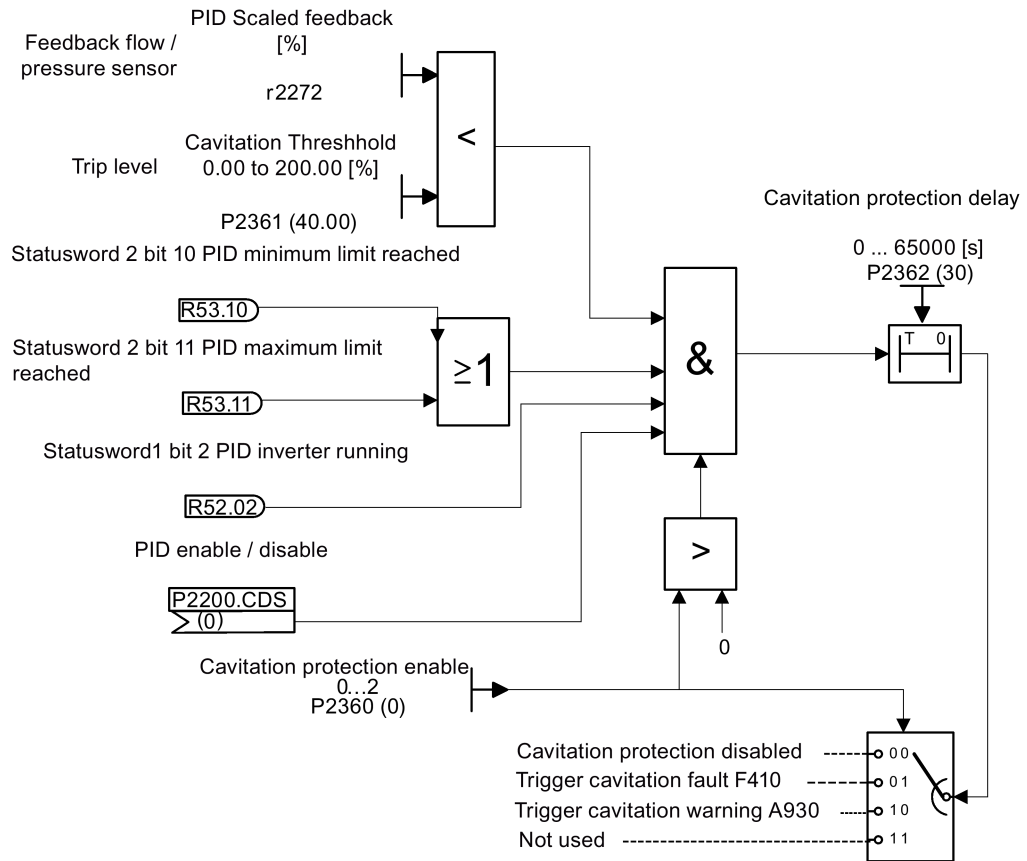 PID Scaled feedback
[%]
Feedback flow /
pressure sensor
r2272
<
Cavitation Threshhold
Trip level
0.00 to 200.00 [%]
P2361 (40.00)
Cavitation protection delay
0 ... 65000 [s]
P2362 (30)
T 0
Statusword 2 bit 10 PID minimum limit reached
R53.10
Statusword 2 bit 11 PID maximum limit
reached
≥1
&
R53.11
Statusword1 bit 2 PID inverter running
R52.02
PID enable / disable
>
P2200.CDS
(0)
0
Cavitation protection enable
0...2
P2360 (0)
Cavitation protection disabled
00
Trigger cavitation fault F410
01
Trigger cavitation warning A930
10
Not used
11